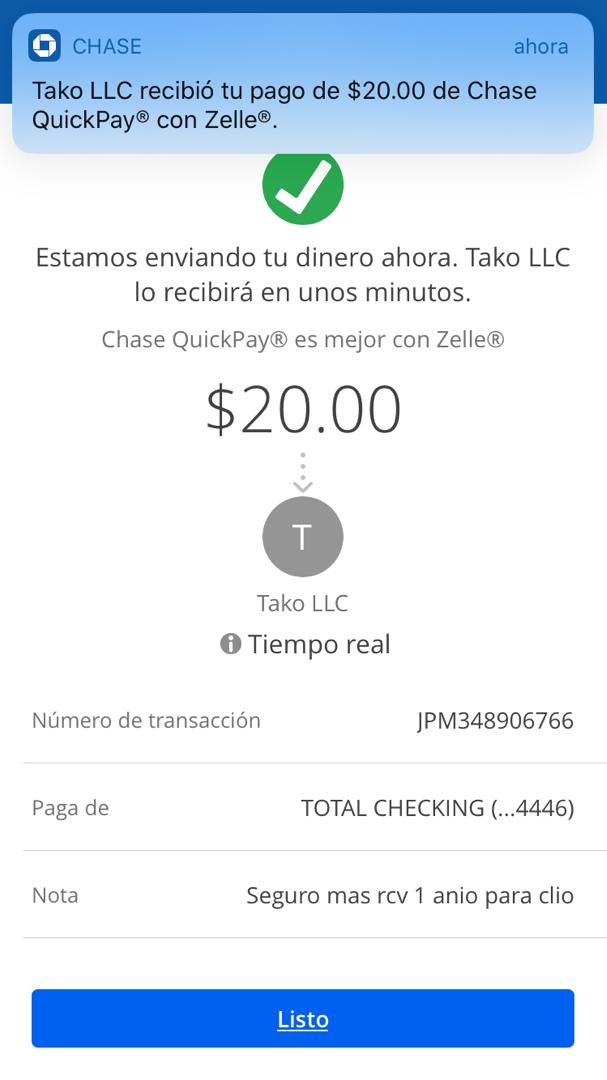 CHASE
ahora
Tako LLC recibió tu pago de $20.00 de Chase
QuickPay® con Zelle®.
Estamos enviando tu dinero ahora. Tako LLC
lo recibirá en unos minutos.
Chase QuickPay® es mejor con Zelle®
$20.00
T
Tako LLC
Tiempo real
Número de transacción JPM348906766
Paga de TOTAL CHECKING (...4446)
Nota Seguro mas rcv 1 anio para clio
Listo